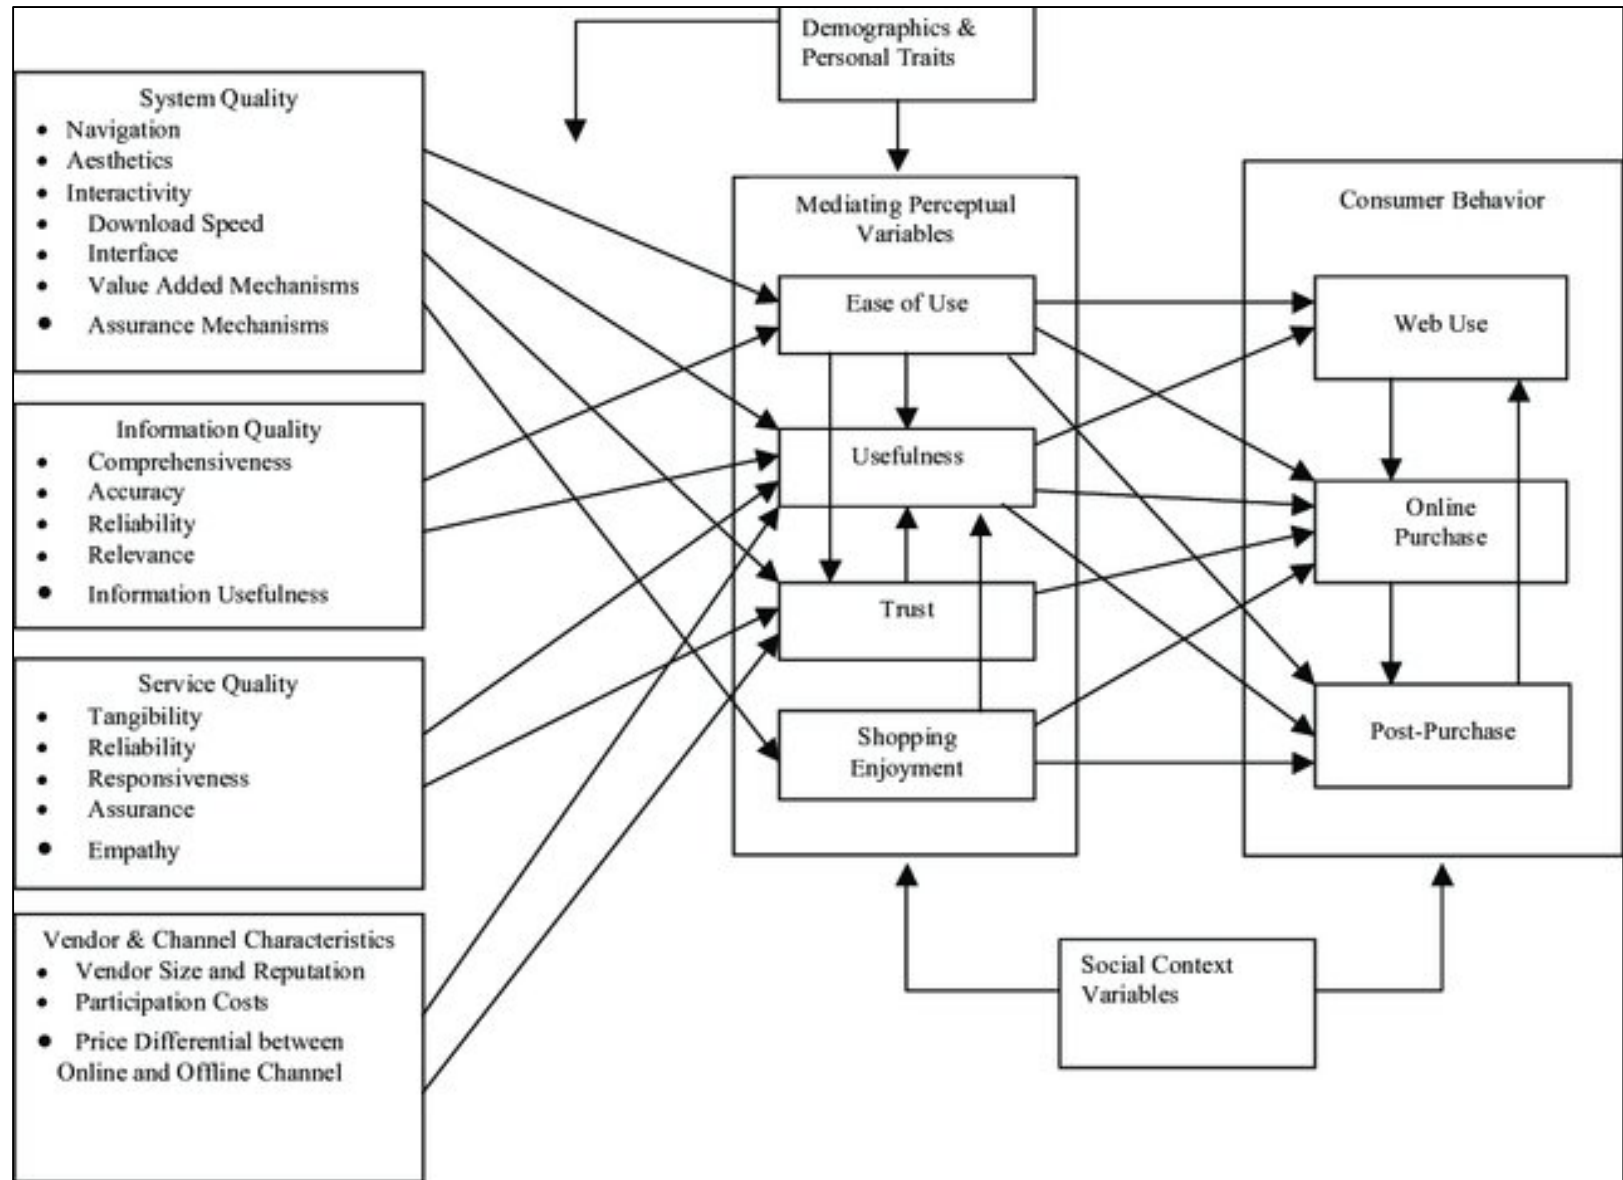 Demographics &
Personal Traits
System Quality
• Navigation
• Aesthetics
• Interactivity
• Download Speed
• Interface
• Value Added Mechanisms
• Assurance Mechanisms
Information Quality
• Comprehensiveness
• Accuracy
• Reliability
• Relevance
• Information Usefulness
Service Quality
• Tangibility
• Reliability
• Responsiveness
• Assurance
• Empathy
Vendor & Channel Characteristics
• Vendor Size and Reputation
• Participation Costs
• Price Differential between
Online and Offline Channel
Mediating Perceptual
Variables
Ease of Use
Usefulness
Trust
Shopping
Enjoyment
Consumer Behavior
Web Use
Online
Purchase
Post-Purchase
Social Context
Variables